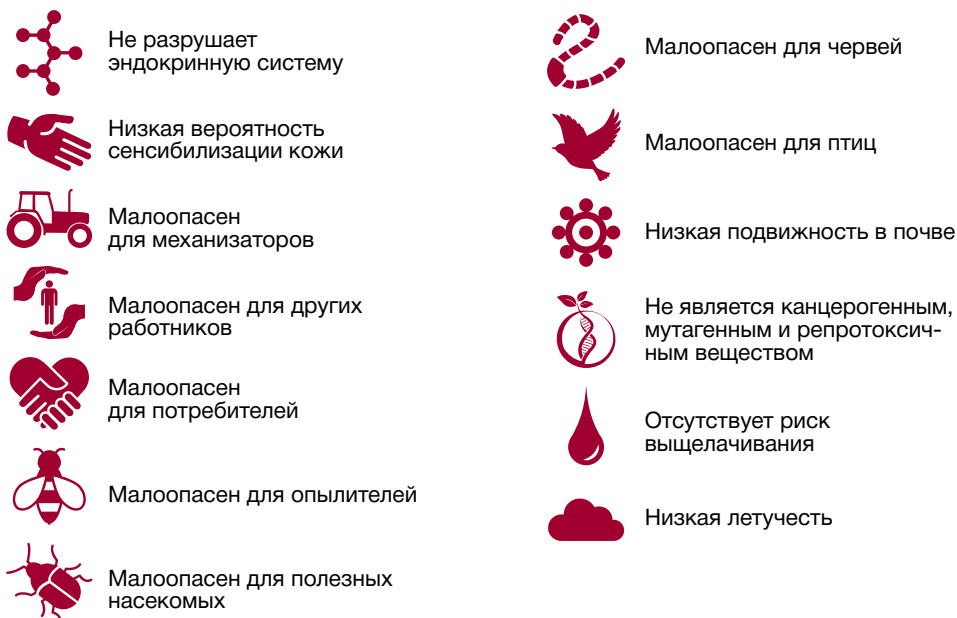 Не разрушает
эндокринную систему
Низкая вероятность
сенсибилизации кожи
Малоопасен
для механизаторов
Малоопасен для других
работников
Малоопасен
для потребителей
Малоопасен для опылителей
Малоопасен для полезных
насекомых
Малоопасен для червей
Малоопасен для птиц
Низкая подвижность в почве
Не является канцерогенным,
мутагенным и репротоксич-
ным веществом
Отсутствует риск
выщелачивания
Низкая летучесть